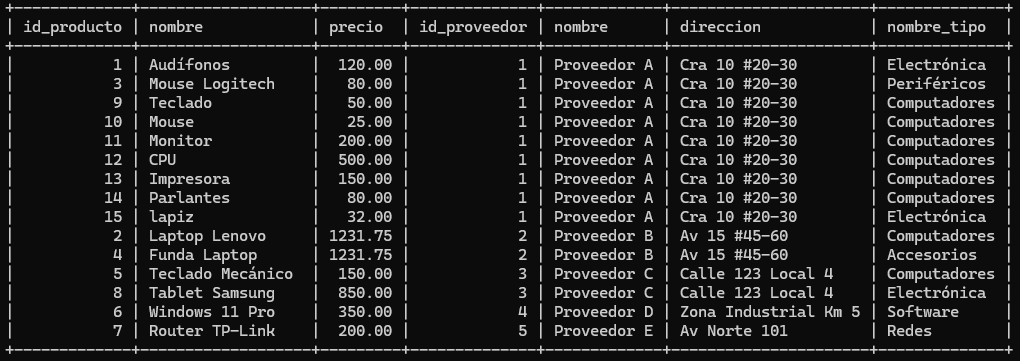 +-------------+------------------+---------+--------------+-------------+----------------------+--------------+
| id_producto | nombre           | precio  | id_proveedor | nombre      | direccion            | nombre_tipo  |
+-------------+------------------+---------+--------------+-------------+----------------------+--------------+
|           1 | Audífonos        |  120.00 |            1 | Proveedor A | Cra 10 #20-30        | Electrónica  |
|           3 | Mouse Logitech   |   80.00 |            1 | Proveedor A | Cra 10 #20-30        | Periféricos  |
|           9 | Teclado          |   50.00 |            1 | Proveedor A | Cra 10 #20-30        | Computadores |
|          10 | Mouse            |   25.00 |            1 | Proveedor A | Cra 10 #20-30        | Computadores |
|          11 | Monitor          |  200.00 |            1 | Proveedor A | Cra 10 #20-30        | Computadores |
|          12 | CPU              |  500.00 |            1 | Proveedor A | Cra 10 #20-30        | Computadores |
|          13 | Impresora        |  150.00 |            1 | Proveedor A | Cra 10 #20-30        | Computadores |
|          14 | Parlantes        |   80.00 |            1 | Proveedor A | Cra 10 #20-30        | Computadores |
|          15 | lapiz            |   32.00 |            1 | Proveedor A | Cra 10 #20-30        | Electrónica  |
|           2 | Laptop Lenovo    | 1231.75 |            2 | Proveedor B | Av 15 #45-60         | Computadores |
|           4 | Funda Laptop     | 1231.75 |            2 | Proveedor B | Av 15 #45-60         | Accesorios   |
|           5 | Teclado Mecánico |  150.00 |            3 | Proveedor C | Calle 123 Local 4    | Computadores |
|           8 | Tablet Samsung   |  850.00 |            3 | Proveedor C | Calle 123 Local 4    | Electrónica  |
|           6 | Windows 11 Pro   |  350.00 |            4 | Proveedor D | Zona Industrial Km 5 | Software     |
|           7 | Router TP-Link   |  200.00 |            5 | Proveedor E | Av Norte 101         | Redes        |
+-------------+------------------+---------+--------------+-------------+----------------------+--------------+